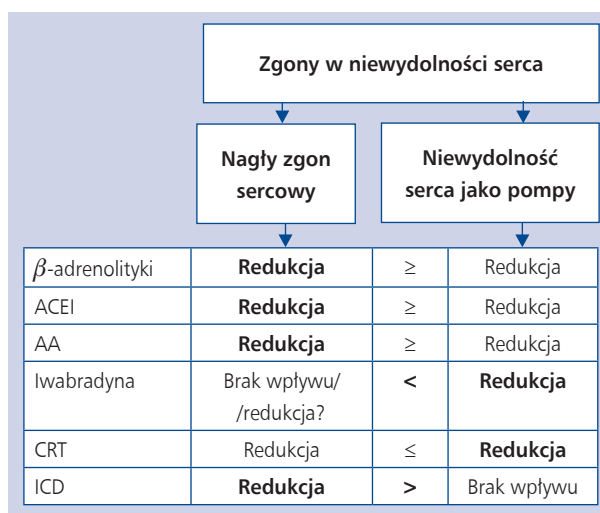 Zgony w niewydolności serca
Nagły zgon
sercowy
Niewydolność
serca jako pompy
β-adrenolityki Redukcja ≥ Redukcja
ACEI Redukcja ≥ Redukcja
AA Redukcja ≥ Redukcja
Iwabradyna Brak wpływu/ < Redukcja
/redukcja?
CRT Redukcja ≤ Redukcja
ICD Redukcja > Brak wpływu